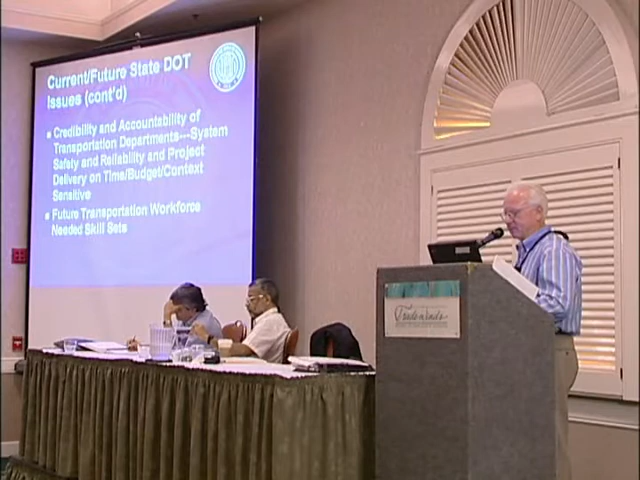 Current/Future State DOT
Issues (cont'd)
Credibility and Accountability of
Transportation Departments---System
Safety and Reliability and Project
Delivery on Time/Budget/Context
Sensitive
Future Transportation Workforce
Needed Skill Sets
TradeWinds